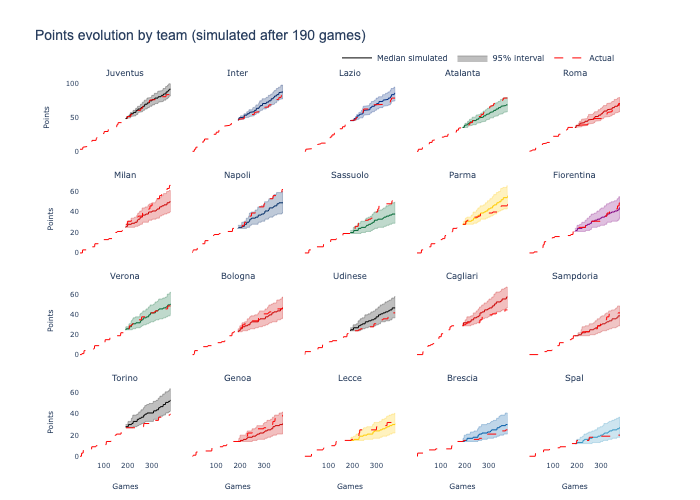 Points evolution by team (simulated after 190 games)
Median simulated 95% interval Actual
Juventus Inter Lazio Atalanta Roma
100
50
0
Points
Milan Napoli Sassuolo Parma Fiorentina
60
40
20
0
Points
Verona Bologna Udinese Cagliari Sampdoria
60
40
20
0
Points
Torino Genoa Lecce Brescia Spal
60
40
20
0
Points
100 200 300 100 200 300 100 200 300 100 200 300 100 200 300
Games Games Games Games Games